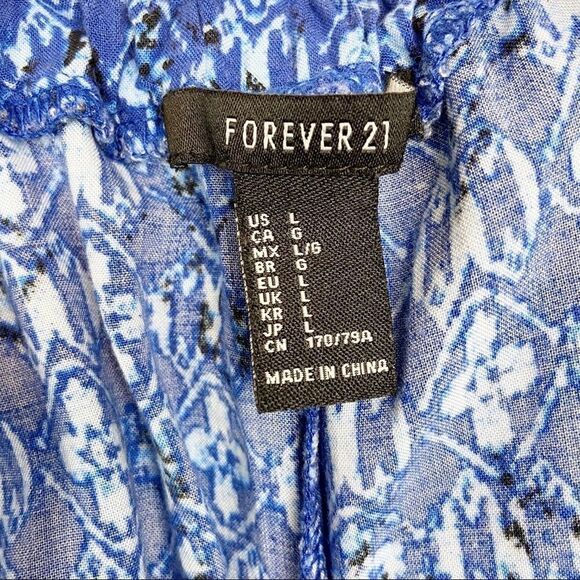 FOREVER 21
US L
CA G
MX L/G
BR G
EU L
UK L
KR L
JP L
CN 170/79A
MADE IN CHINA